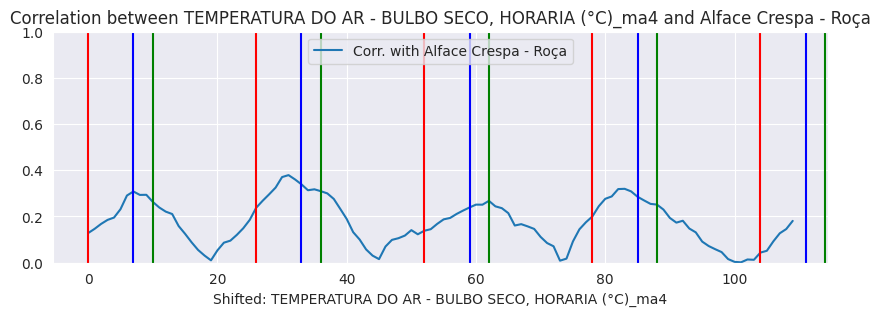 Correlation between TEMPERATURA DO AR - BULBO SECO, HORARIA (°C)_ma4 and Alface Crespa - Roça
Corr. with Alface Crespa - Roça
1.0
0.8
0.6
0.4
0.2
0.0
0 20 40 60 80 100
Shifted: TEMPERATURA DO AR - BULBO SECO, HORARIA (°C)_ma4